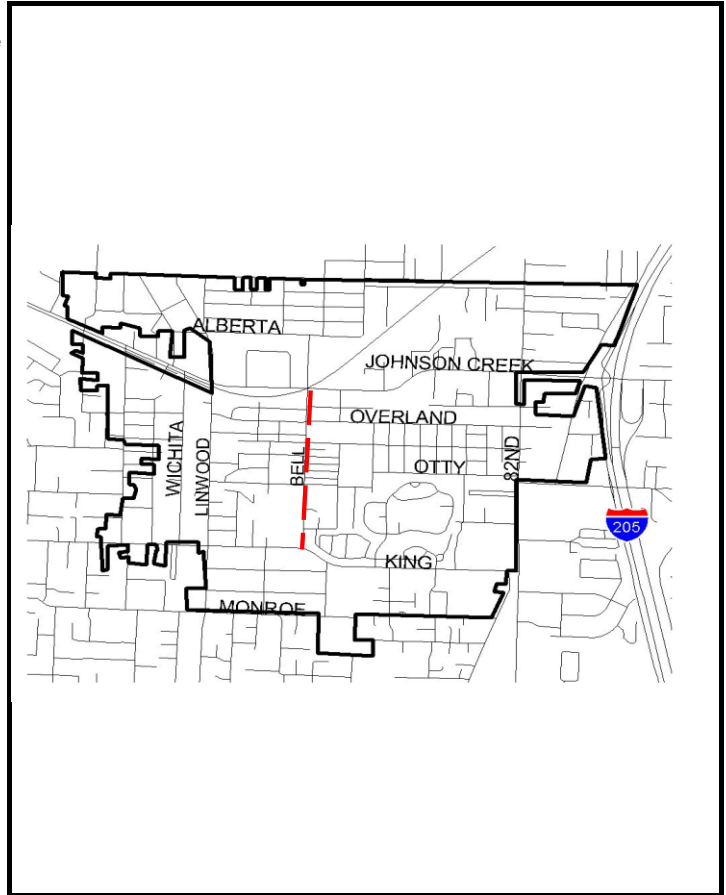 ALBERTA
JOHNSON CREEK
OVERLAND
WICHITA
LINWOOD
BELL
OTTY
82ND
205
KING
MONROE